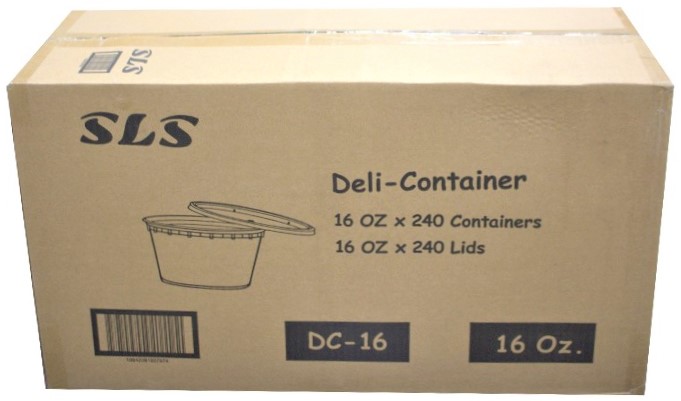 SLS
SLS
Deli-Container
16 OZ x 240 Containers
16 OZ x 240 Lids
DC-16
16 Oz.